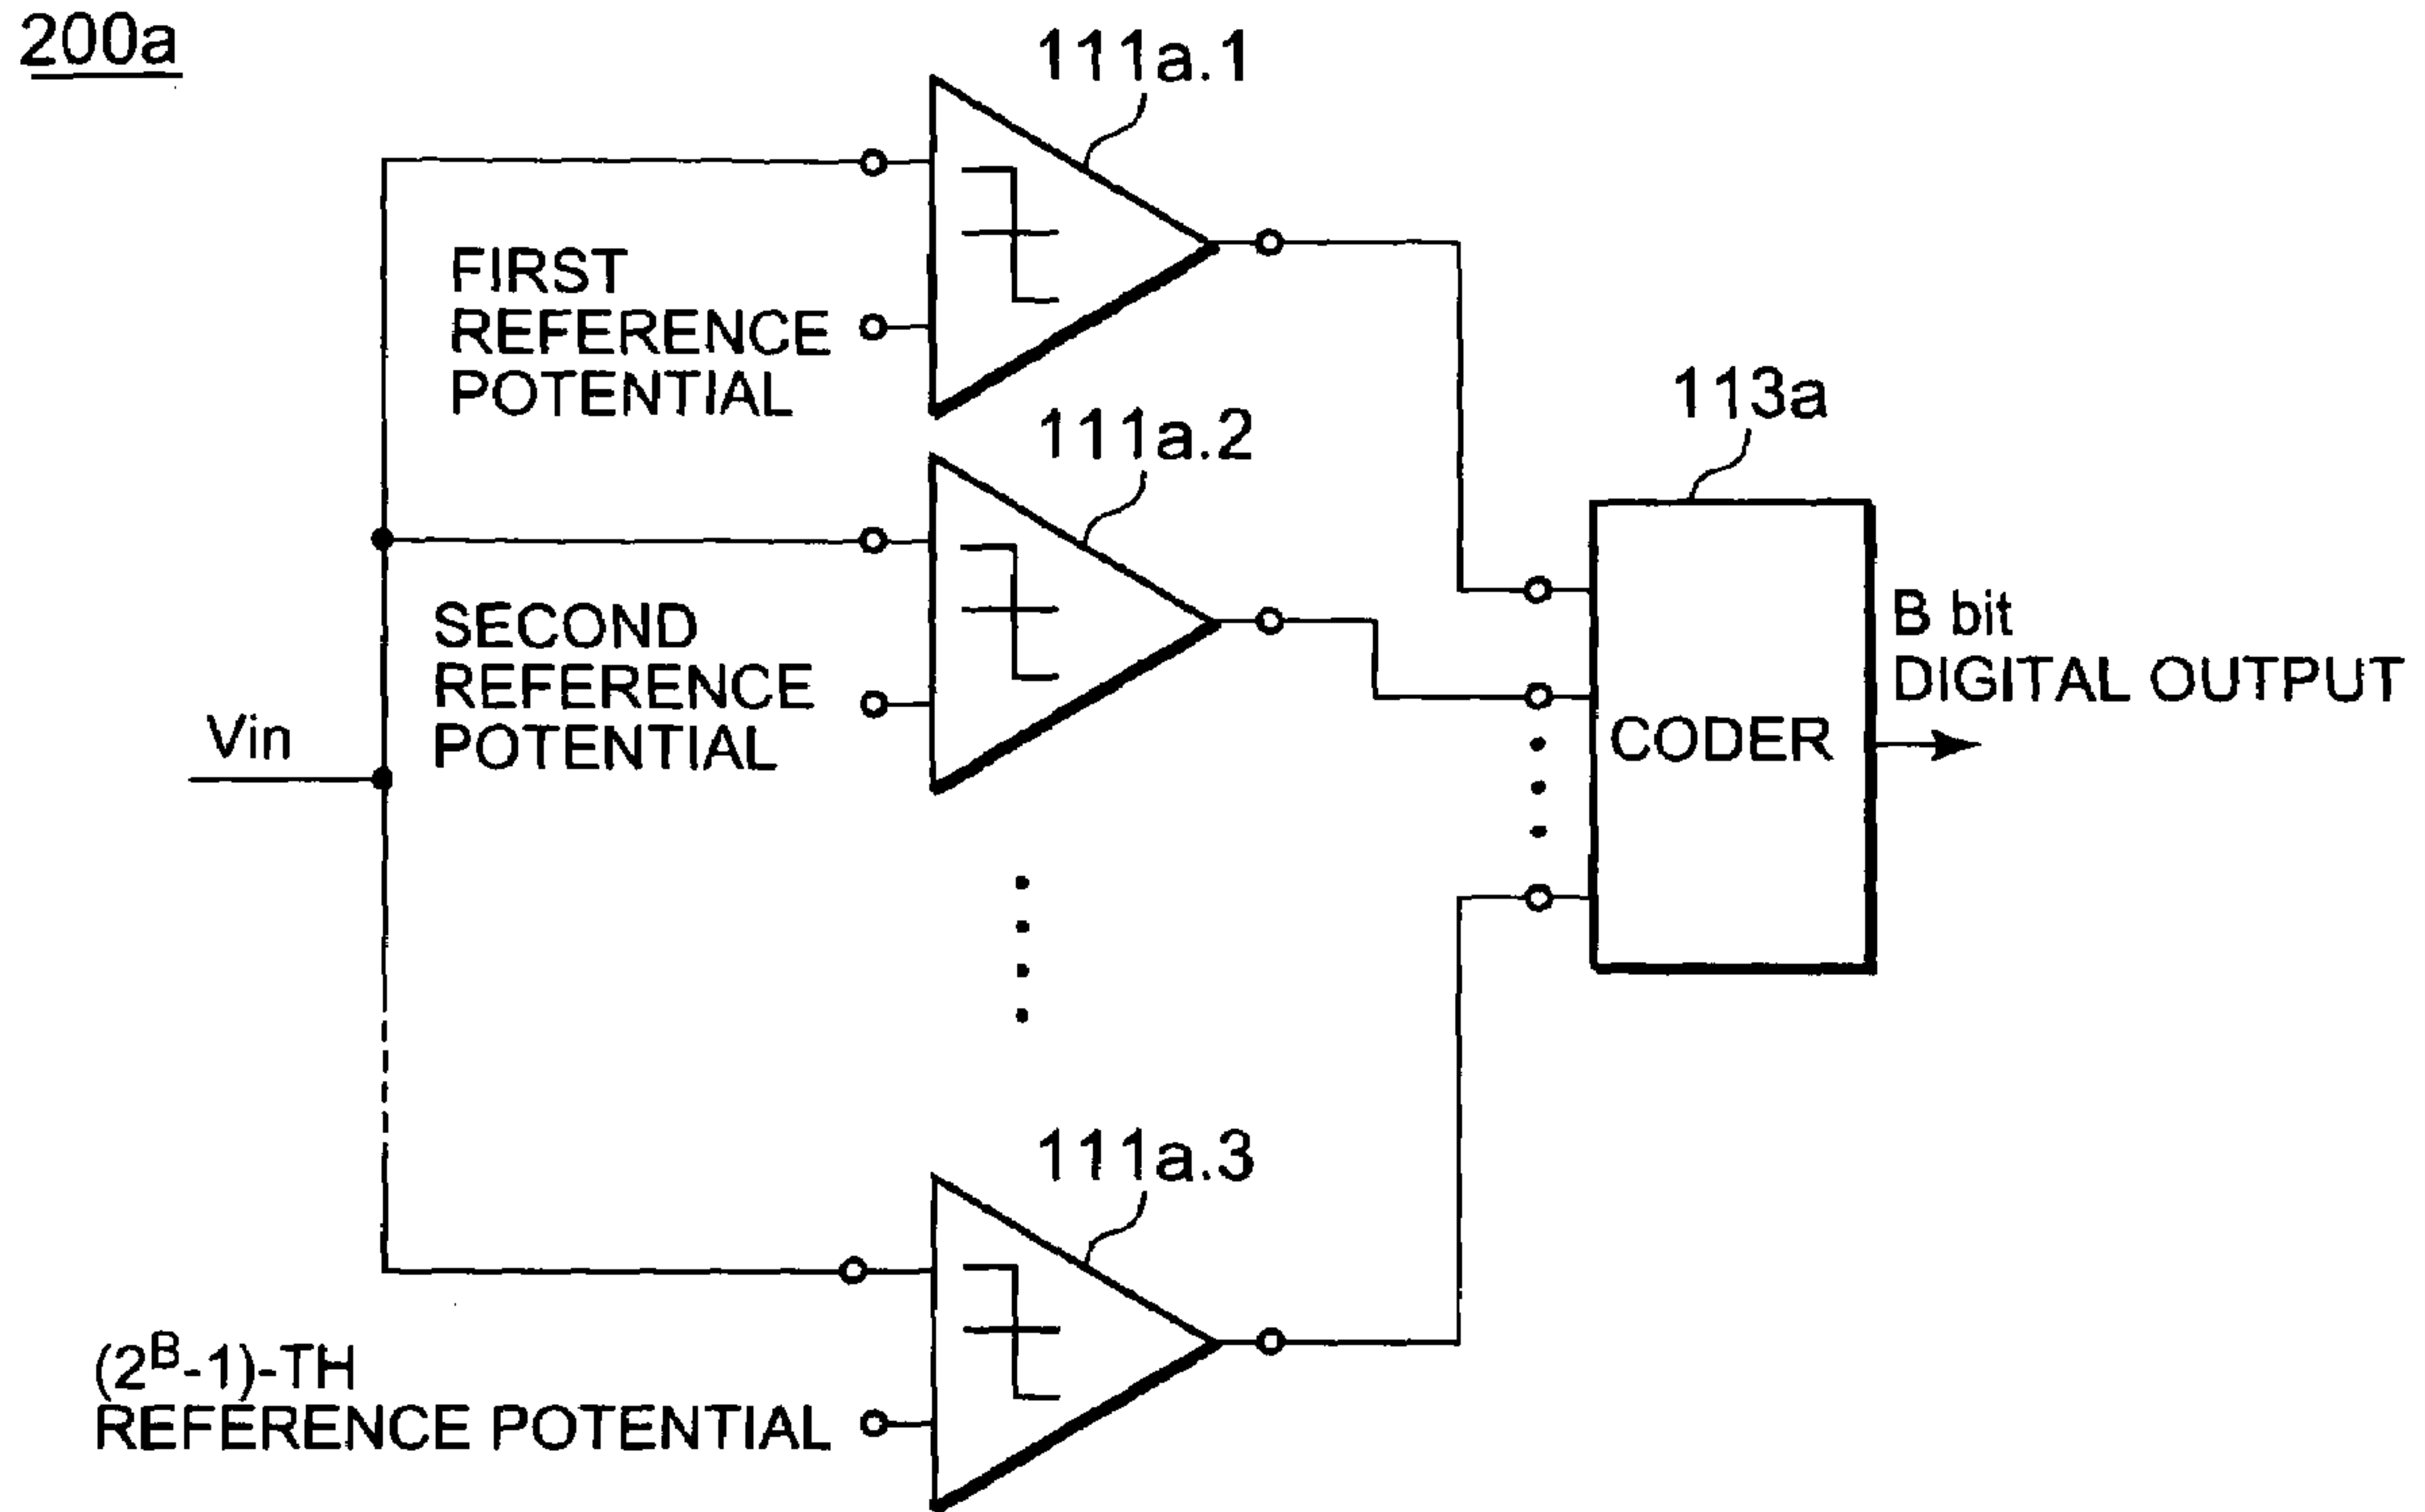 200a
111a.1
FIRST
REFERENCE
POTENTIAL
111a.2
113a
SECOND
REFERENCE
POTENTIAL
Vin
CODER
B bit
DIGITAL OUTPUT
111a.3
(2^B-1)-TH
REFERENCE POTENTIAL